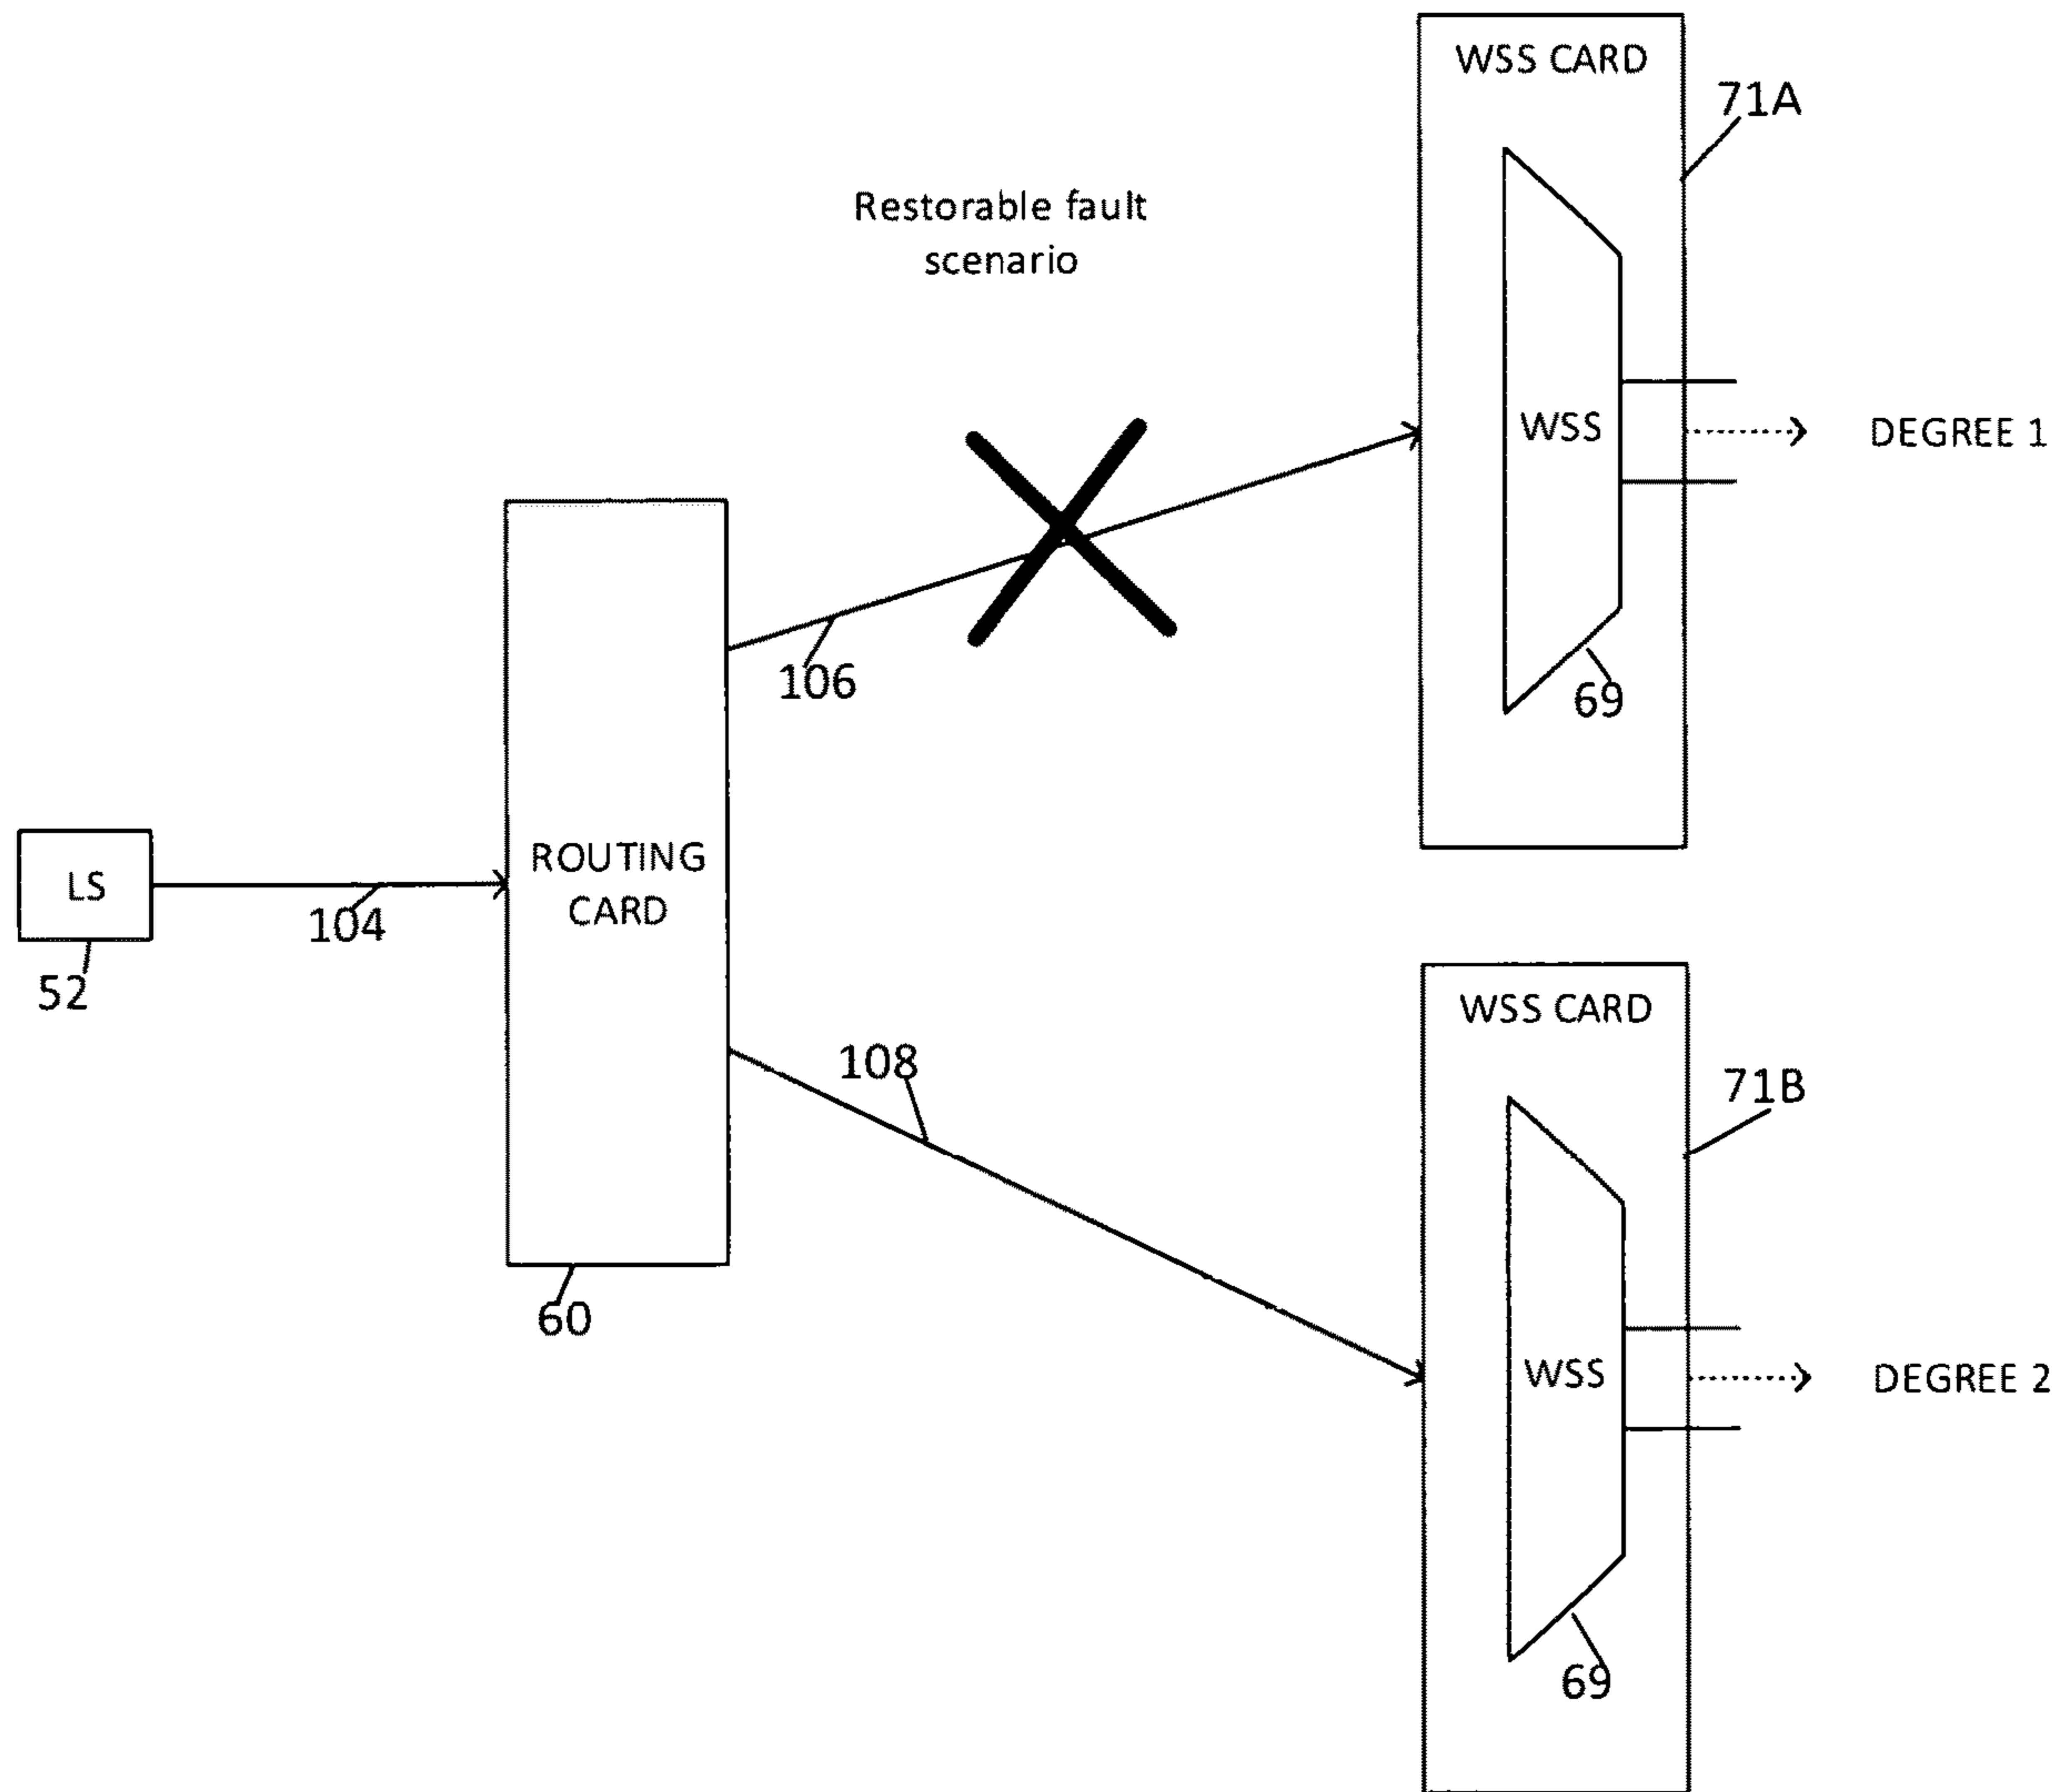 WSS CARD
71A
Restorable fault
scenario
WSS
DEGREE 1
106
69
ROUTING
CARD
LS
104
52
WSS CARD
108
71B
60
WSS
DEGREE 2
69